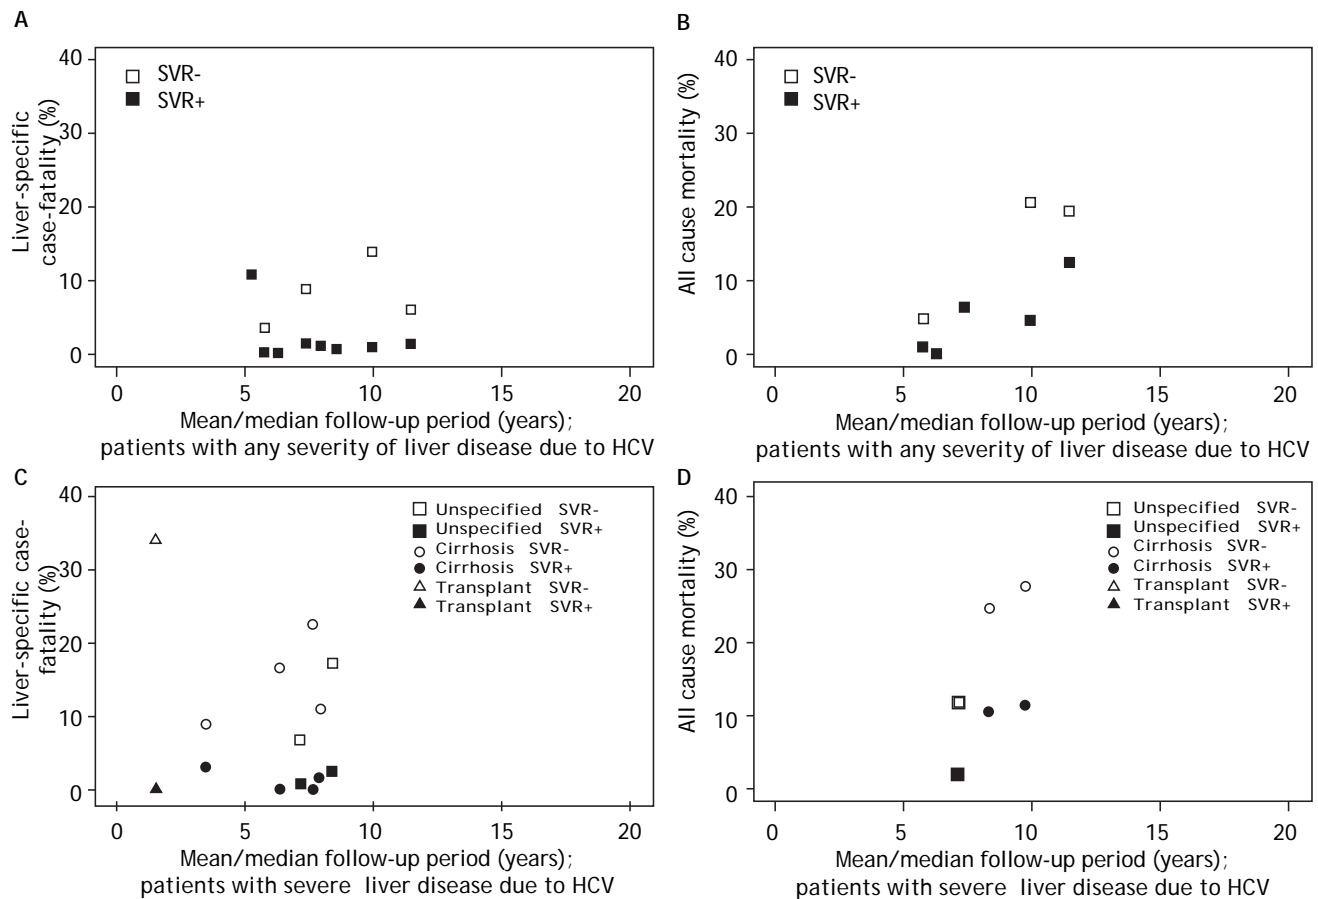 A
Liver-specific
case-fatality (%)
40
30
20
10
0
SVR-
SVR+
0 5 10 15 20
Mean/median follow-up period (years);
patients with any severity of liver disease due to HCV
B
All cause mortality (%)
40
30
20
10
0
SVR-
SVR+
0 5 10 15 20
Mean/median follow-up period (years);
patients with any severity of liver disease due to HCV
C
Liver-specific case-
fatality (%)
40
30
20
10
0
Unspecified SVR-
Unspecified SVR+
Cirrhosis SVR-
Cirrhosis SVR+
Transplant SVR-
Transplant SVR+
0 5 10 15 20
Mean/median follow-up period (years);
patients with severe liver disease due to HCV
D
All cause mortality (%)
40
30
20
10
0
Unspecified SVR-
Unspecified SVR+
Cirrhosis SVR-
Cirrhosis SVR+
Transplant SVR-
Transplant SVR+
0 5 10 15 20
Mean/median follow-up period (years);
patients with severe liver disease due to HCV